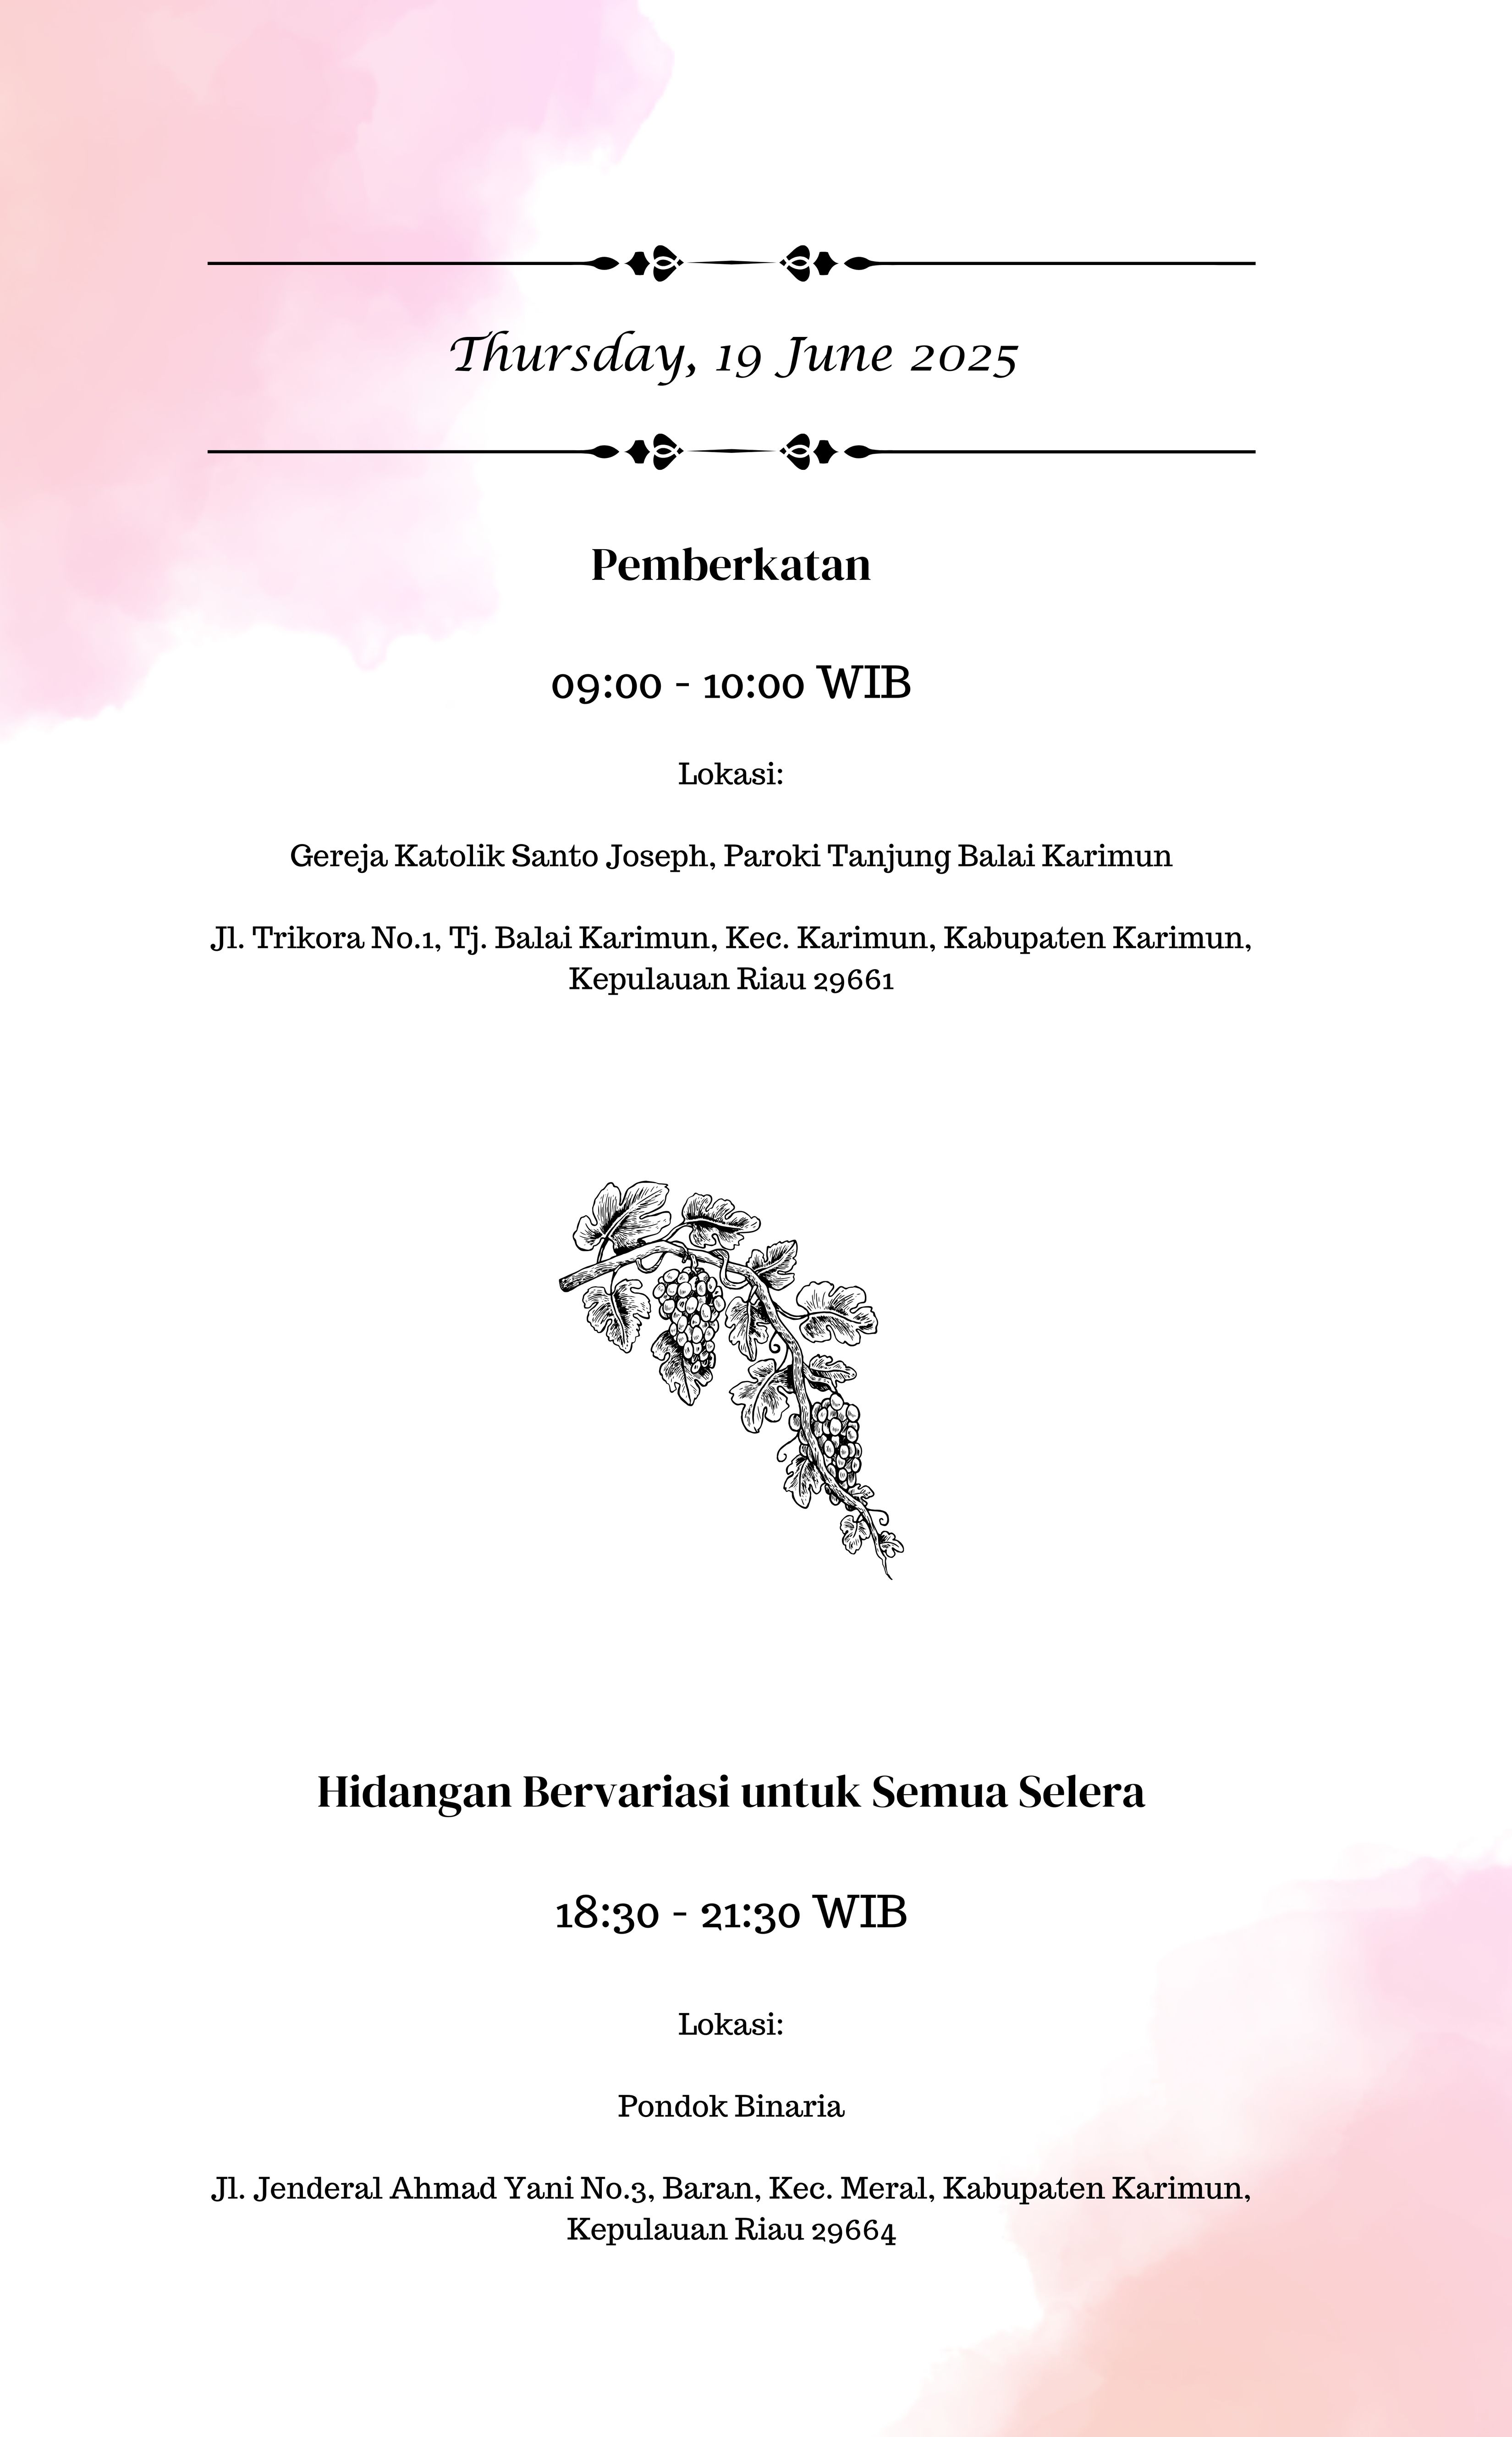 Thursday, 19 June 2025
Pemberkatan
09:00 - 10:00 WIB
Lokasi:
Gereja Katolik Santo Joseph, Paroki Tanjung Balai Karimun
Jl. Trikora No.1, Tj. Balai Karimun, Kec. Karimun, Kabupaten Karimun,
Kepulauan Riau 29661
Hidangan Bervariasi untuk Semua Selera
18:30 - 21:30 WIB
Lokasi:
Pondok Binaria
Jl. Jenderal Ahmad Yani No.3, Baran, Kec. Meral, Kabupaten Karimun,
Kepulauan Riau 29664